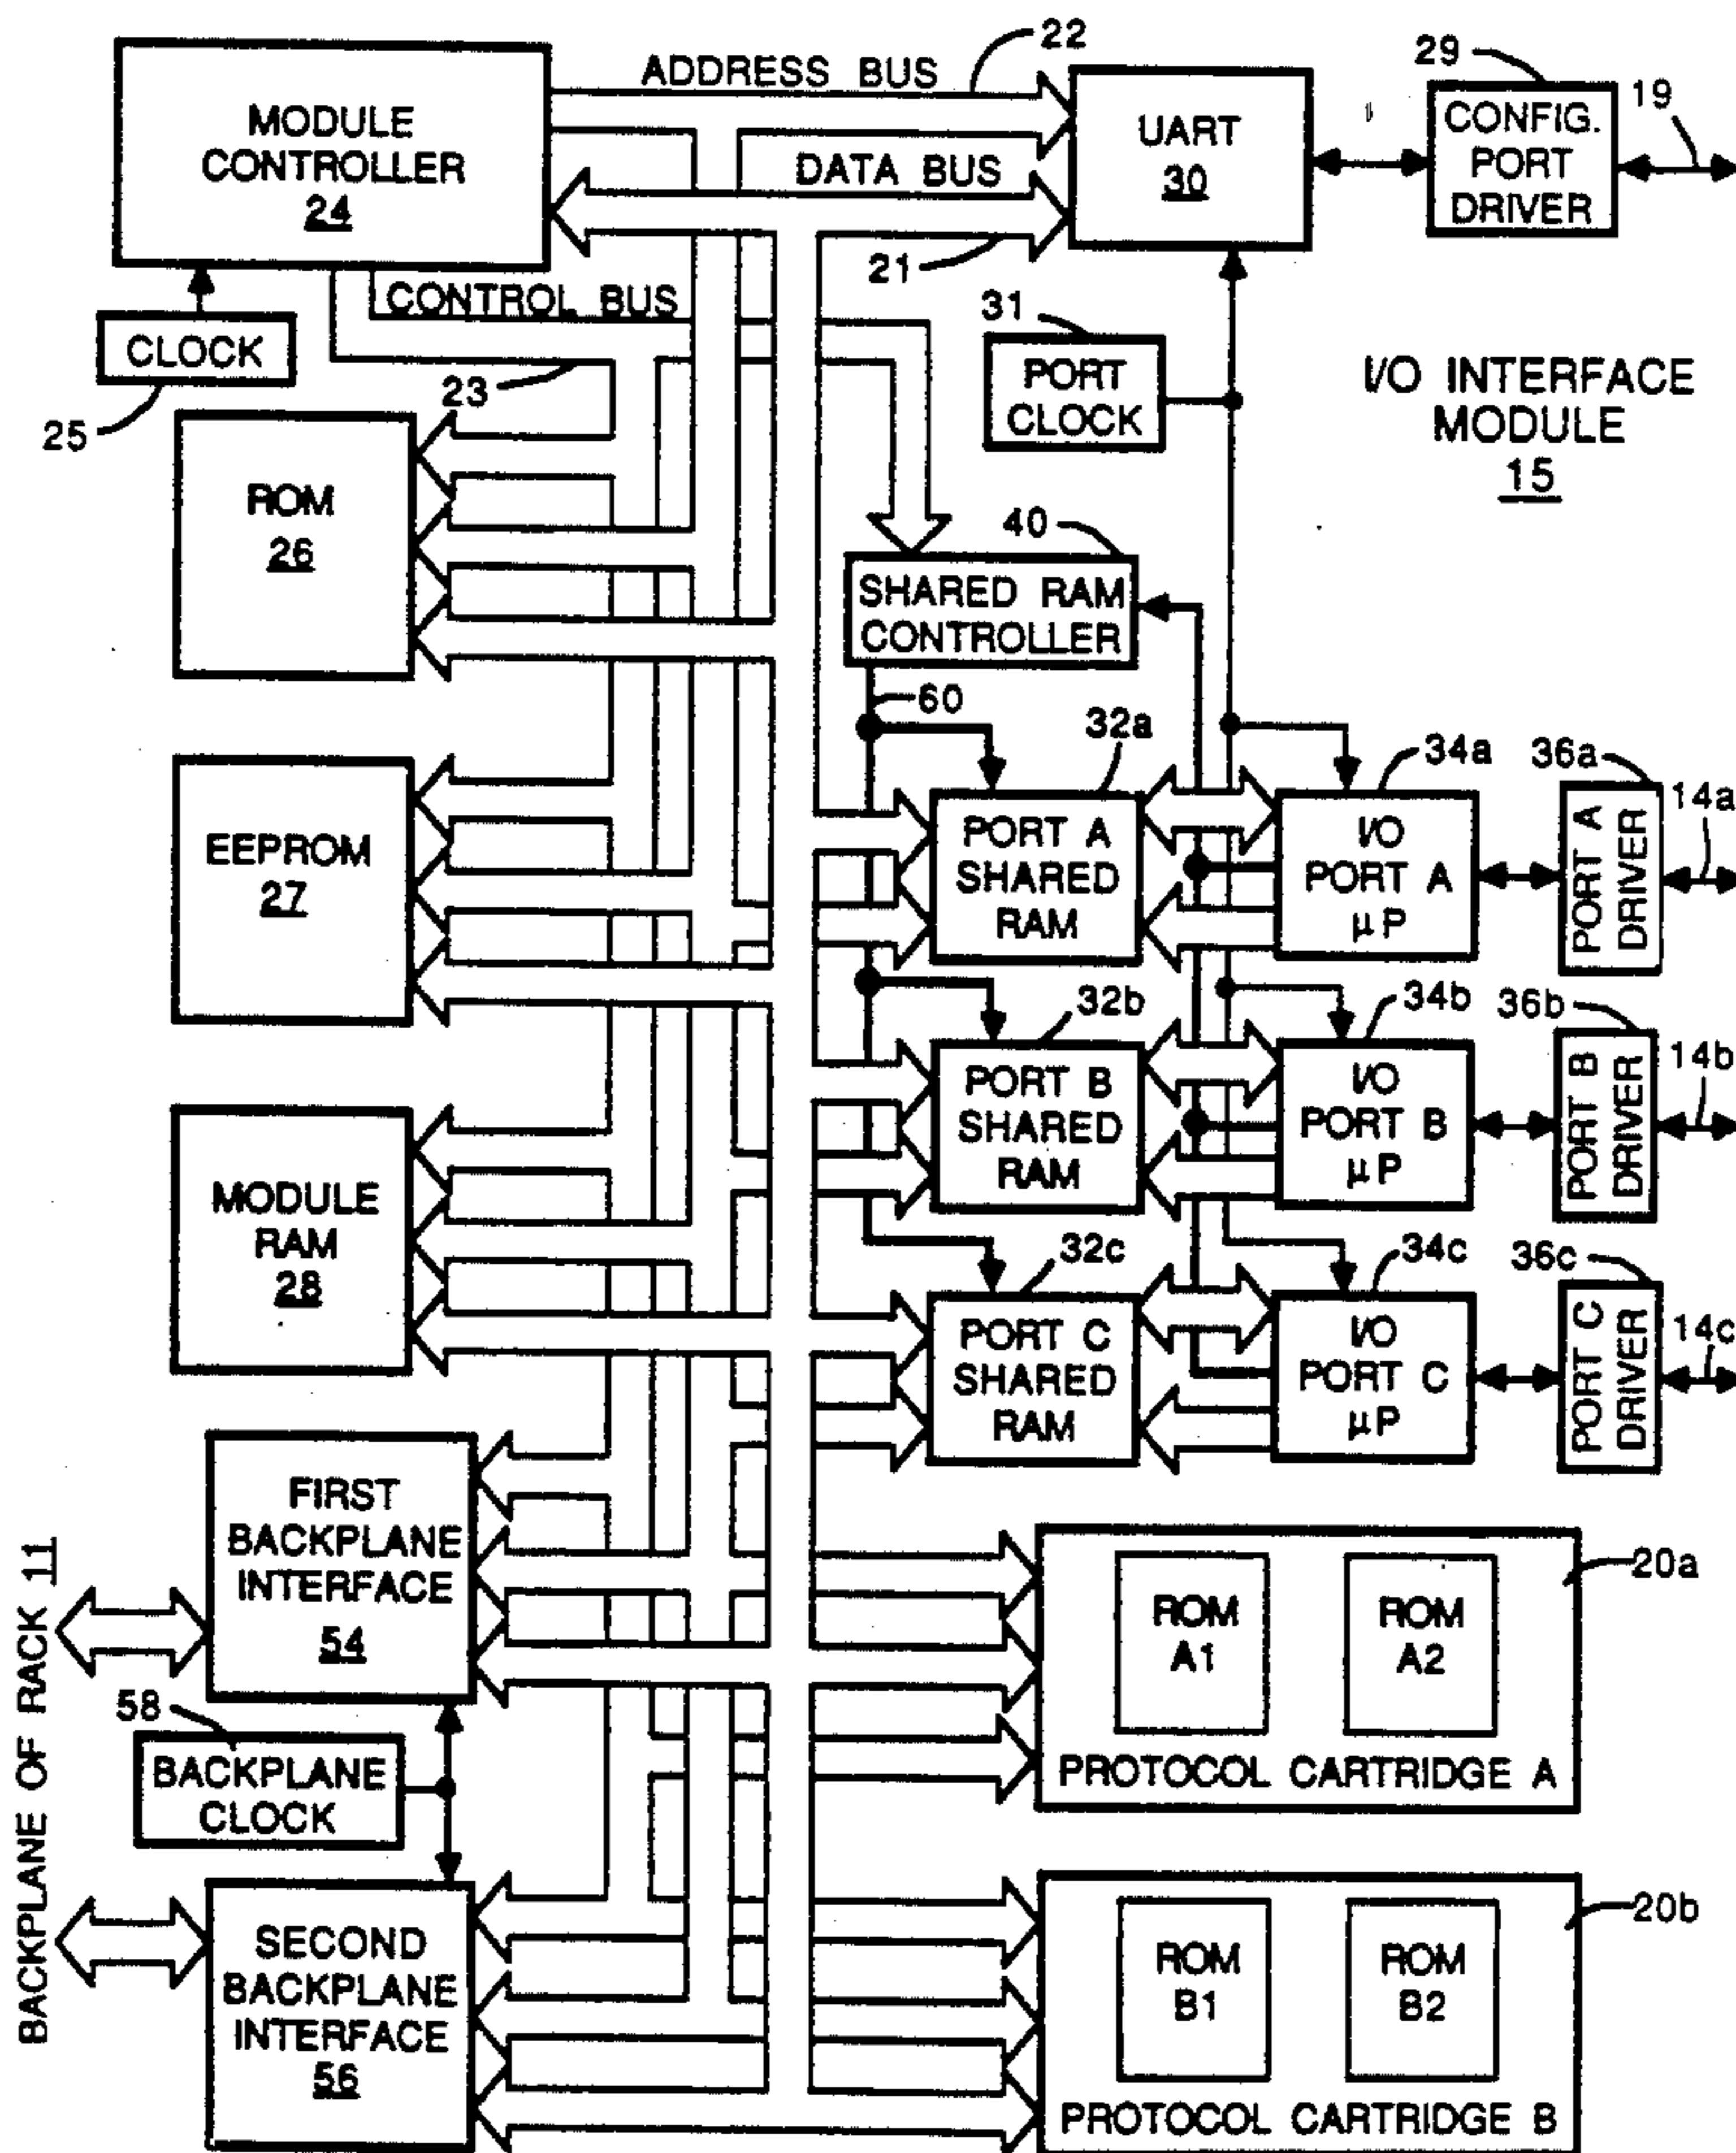 22
ADDRESS BUS
29
19
MODULE
CONTROLLER
24
UART
30
CONFIG.
PORT
DRIVER
DATA BUS
21
CONTROL BUS
CLOCK
25
23
31
PORT
CLOCK
I/O INTERFACE
MODULE
15
ROM
26
40
SHARED RAM
CONTROLLER
60
32a
34a
36a
14a
EEPROM
27
PORT A
SHARED
RAM
I/O
PORT A
μP
PORT A
DRIVER
32b
34b
36b
14b
PORT B
SHARED
RAM
I/O
PORT B
μP
PORT B
DRIVER
MODULE
RAM
28
32c
34c
36c
14c
PORT C
SHARED
RAM
I/O
PORT C
μP
PORT C
DRIVER
FIRST
BACKPLANE
INTERFACE
54
BACKPLANE OF RACK 11
20a
ROM
A1
ROM
A2
PROTOCOL CARTRIDGE A
58
BACKPLANE
CLOCK
SECOND
BACKPLANE
INTERFACE
56
20b
ROM
B1
ROM
B2
PROTOCOL CARTRIDGE B